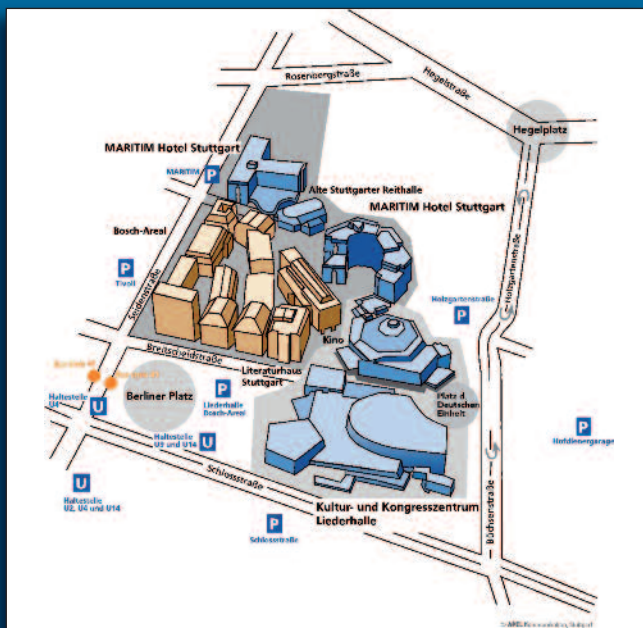 Rosenbergstraße
Hegelstraße
Hegelplatz
MARITIM Hotel Stuttgart
MARITIM P
Alte Stuttgarter Reithalle
MARITIM Hotel Stuttgart
Bosch-Areal
P
Tivoli
Seidenstraße
Holzgartenstraße
Holzgartenstraße
P
Kino
Breitscheidstraße
Literaturhaus
Stuttgart
Platz d.
Deutschen
Einheit
Haltestelle
U4
U
Berliner Platz
P
Liederhalle
Bosch-Areal
P
Hofdienergarage
Haltestelle
U9 und U14
U
Schlossstraße
U
Haltestelle
U2, U4 und U14
Büchsenstraße
Kultur- und Kongresszentrum
Liederhalle
P
Schlossstraße